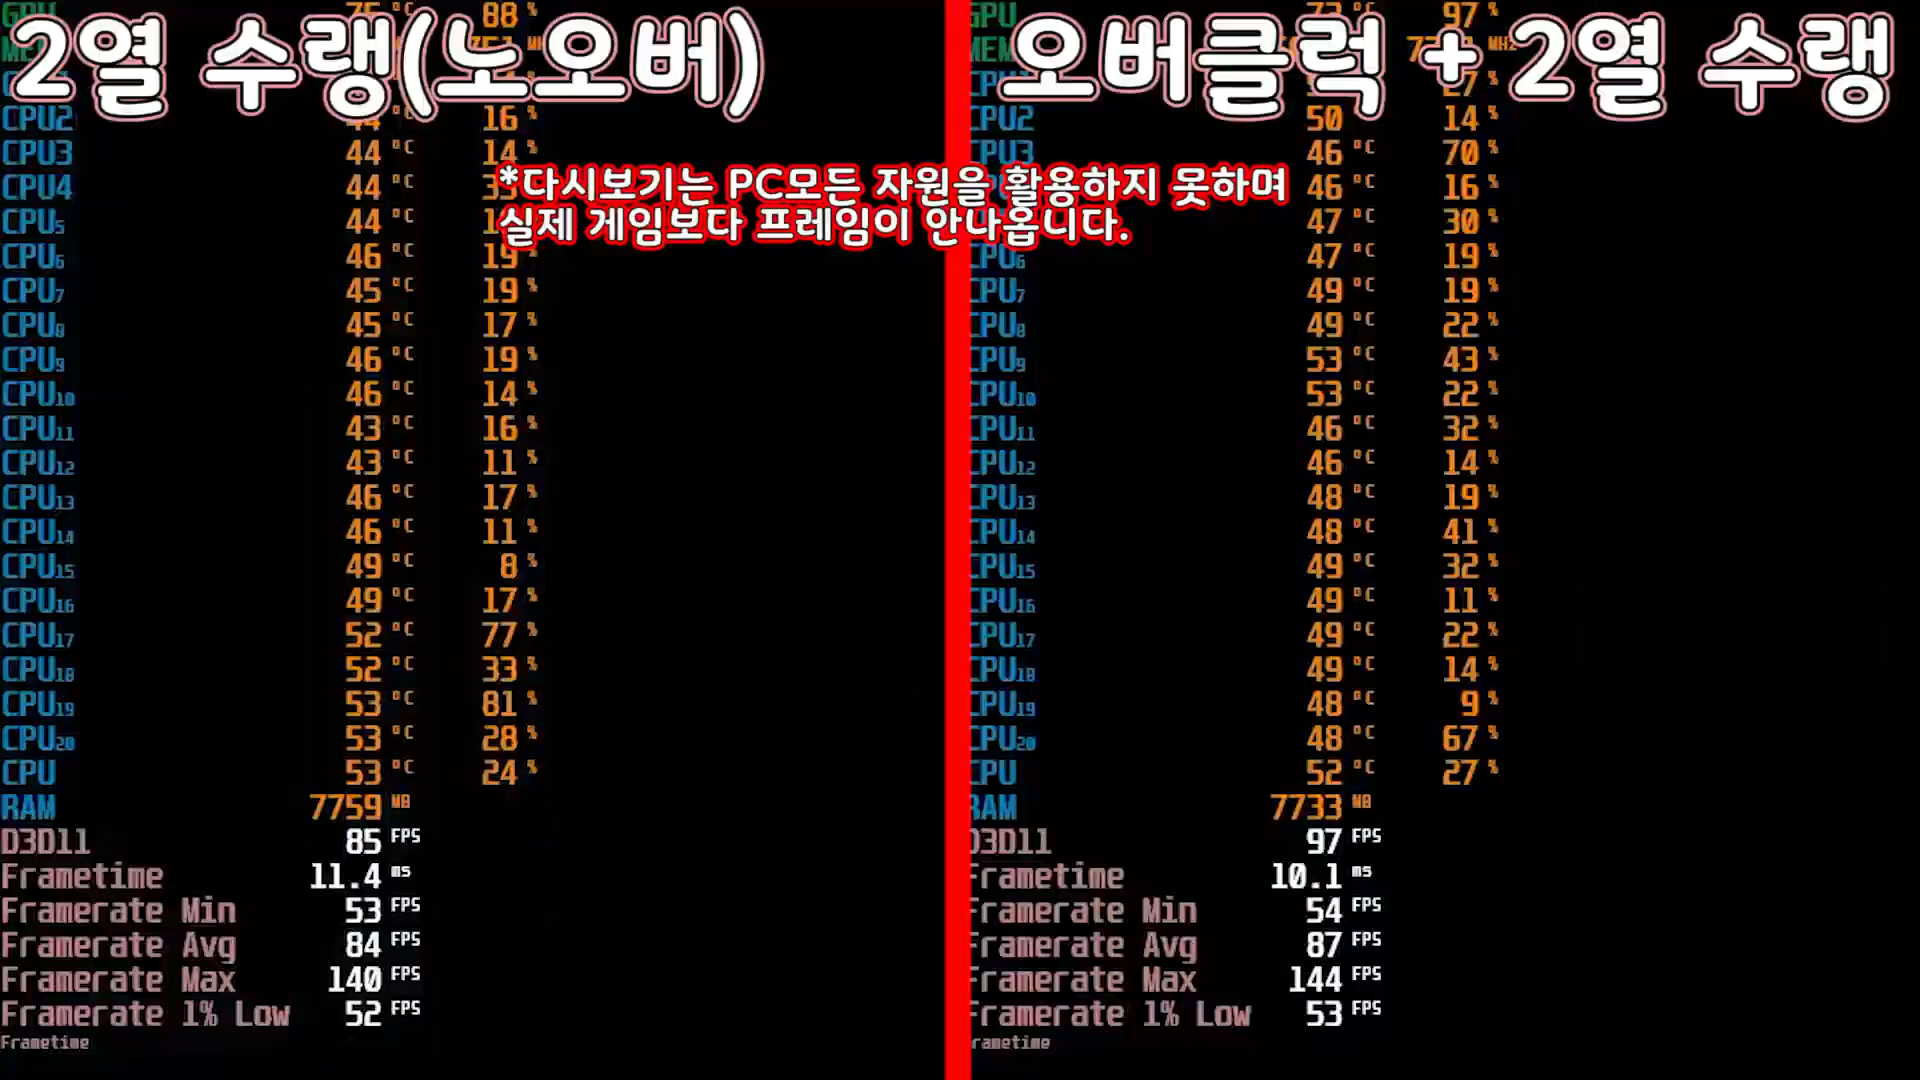 2열 수랭(노오버)
오버클럭 + 2열 수랭
*다시보기는 PC모든 자원을 활용하지 못하며
실제 게임보다 프레임이 안나옵니다.
GPU °C 88 %
CPU2 °C 16 %
CPU3 44 °C 14 %
CPU4 44 °C
CPU5 44 °C
CPU6 46 °C 19 %
CPU7 45 °C 19 %
CPU8 45 °C 17 %
CPU9 46 °C 19 %
CPU10 46 °C 14 %
CPU11 43 °C 16 %
CPU12 43 °C 11 %
CPU13 46 °C 17 %
CPU14 46 °C 11 %
CPU15 49 °C 8 %
CPU16 49 °C 17 %
CPU17 52 °C 77 %
CPU18 52 °C 33 %
CPU19 53 °C 81 %
CPU20 53 °C 28 %
CPU 53 °C 24 %
RAM 7759 MB
D3D11 85 FPS
Frametime 11.4 ms
Framerate Min 53 FPS
Framerate Avg 84 FPS
Framerate Max 140 FPS
Framerate 1% Low 52 FPS
Frametime
GPU °C 97 %
MEM MHz
CPU2 50 14 %
CPU3 46 °C 70 %
46 °C 16 %
47 °C 30 %
CPU6 47 °C 19 %
CPU7 49 °C 19 %
CPU8 49 °C 22 %
CPU9 53 °C 43 %
CPU10 53 °C 22 %
CPU11 46 °C 32 %
CPU12 46 °C 14 %
CPU13 48 °C 19 %
CPU14 48 °C 41 %
CPU15 49 °C 32 %
CPU16 49 °C 11 %
CPU17 49 °C 22 %
CPU18 49 °C 14 %
CPU19 48 °C 9 %
CPU20 48 °C 67 %
CPU 52 °C 27 %
RAM 7733 MB
D3D11 97 FPS
Frametime 10.1 ms
Framerate Min 54 FPS
Framerate Avg 87 FPS
Framerate Max 144 FPS
Framerate 1% Low 53 FPS
rametime